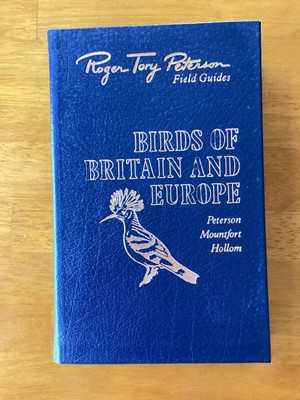 Roger Tory Peterson
Field Guides
BIRDS OF
BRITAIN AND
EUROPE
Peterson
Mountfort
Hollom